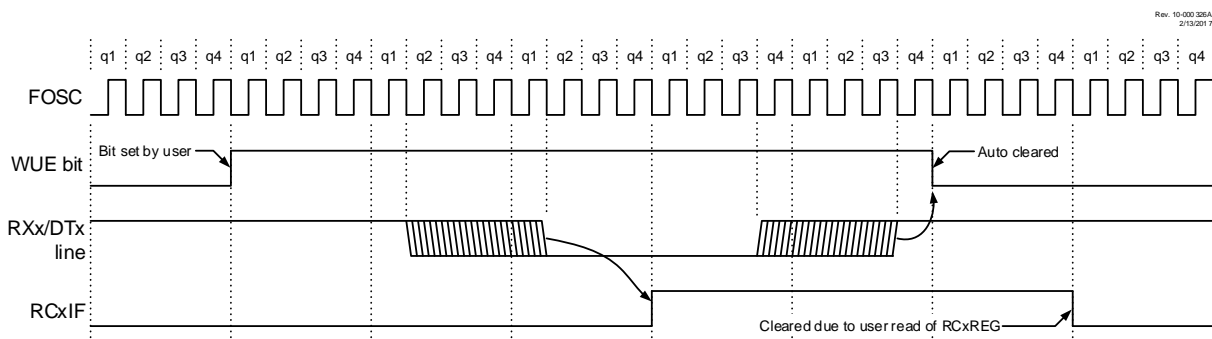 Rev. 10-000 326A
2/13/2017
q1 q2 q3 q4 q1 q2 q3 q4 q1 q2 q3 q4 q1 q2 q3 q4 q1 q2 q3 q4 q1 q2 q3 q4 q1 q2 q3 q4 q1 q2 q3 q4
FOSC
Bit set by user
WUE bit
Auto cleared
RXx/DTx
line
RCxIF
Cleared due to user read of RCxREG